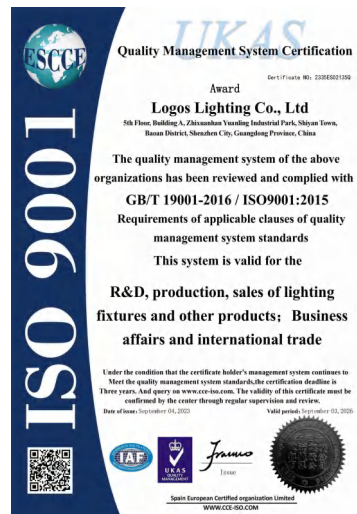 UKAS
ESCCE
Quality Management System Certification
Certificate NO: 2335ES02135Q
Award
Logos Lighting Co., Ltd
5th Floor, Building A, Zhixuanhao Yuanling Industrial Park, Shiyan Town,
Baoan District, Shenzhen City, Guangdong Province, China
The quality management system of the above
organizations has been reviewed and complied with
GB/T 19001-2016 / ISO9001:2015
Requirements of applicable clauses of quality
management system standards
This system is valid for the
R&D, production, sales of lighting
fixtures and other products; Business
affairs and international trade
Under the condition that the certificate holder's management system continues to
Meet the quality management system standards,the certification deadline is
Three years. And query on www.cce-iso.com. The validity of this certificate must be
confirmed by the center through regular supervision and review.
Date of issue: September 04, 2023 Valid period: September 03, 2026
ISO 9001
IAF
UKAS
QUALITY
MANAGEMENT
Issue
Spain European Certified organization Limited
WWW.CCE-ISO.COM